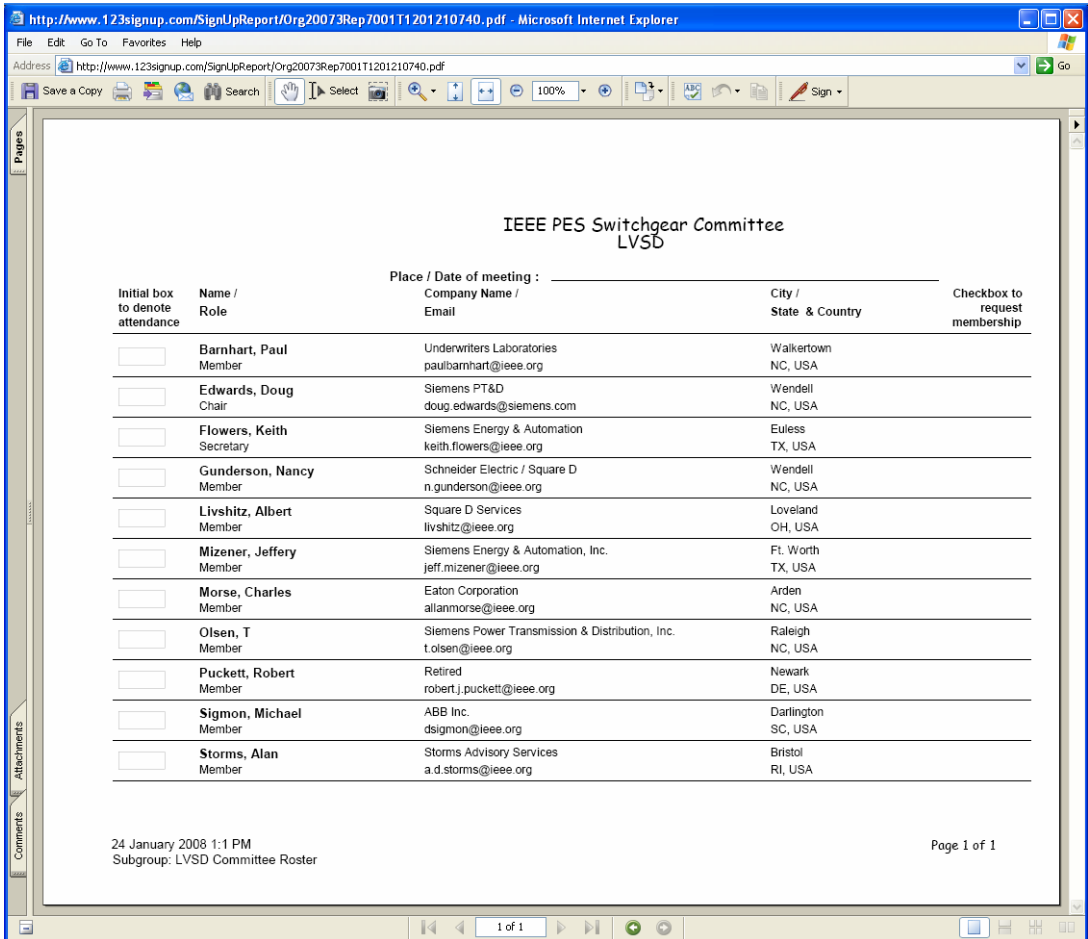 http://www.123signup.com/SignUpReport/Org20073Rep7001T1201210740.pdf - Microsoft Internet Explorer
File Edit Go To Favorites Help
Address http://www.123signup.com/SignUpReport/Org20073Rep7001T1201210740.pdf Go
Save a Copy Search Select 100% Sign
Pages
IEEE PES Switchgear Committee
LVSD
Place / Date of meeting :
Initial box to denote attendance Name / Role Company Name / Email City / State & Country Checkbox to request membership
Barnhart, Paul Underwriters Laboratories Walkertown
Member paulbarnhart@ieee.org NC, USA
Edwards, Doug Siemens PT&D Wendell
Chair doug.edwards@siemens.com NC, USA
Flowers, Keith Siemens Energy & Automation Euless
Secretary keith.flowers@ieee.org TX, USA
Gunderson, Nancy Schneider Electric / Square D Wendell
Member n.gunderson@ieee.org NC, USA
Livshitz, Albert Square D Services Loveland
Member livshitz@ieee.org OH, USA
Mizener, Jeffery Siemens Energy & Automation, Inc. Ft. Worth
Member jeff.mizener@ieee.org TX, USA
Morse, Charles Eaton Corporation Arden
Member allanmorse@ieee.org NC, USA
Olsen, T Siemens Power Transmission & Distribution, Inc. Raleigh
Member t.olsen@ieee.org NC, USA
Puckett, Robert Retired Newark
Member robert.j.puckett@ieee.org DE, USA
Sigmon, Michael ABB Inc. Darlington
Member dsigmon@ieee.org SC, USA
Storms, Alan Storms Advisory Services Bristol
Member a.d.storms@ieee.org RI, USA
Attachments
Comments
24 January 2008 1:1 PM Page 1 of 1
Subgroup: LVSD Committee Roster
1 of 1